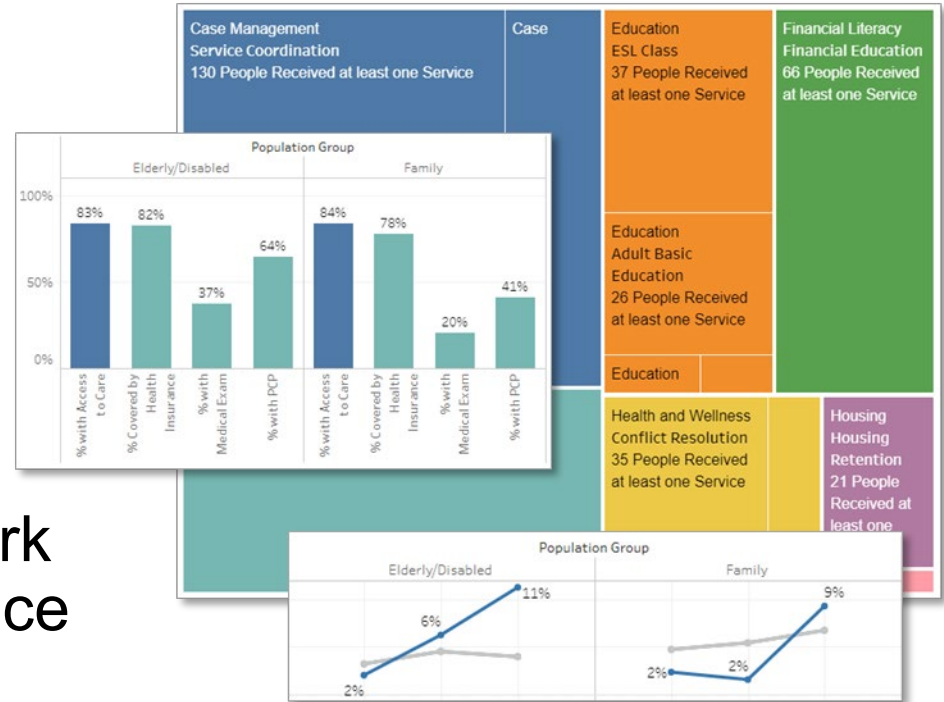 Case Management
Service Coordination
130 People Received at least one Service
Case
Education
ESL Class
37 People Received
at least one Service
Financial Literacy
Financial Education
66 People Received
at least one Service
Education
Adult Basic
Education
26 People Received
at least one Service
Education
Health and Wellness
Conflict Resolution
35 People Received
at least one Service
Housing
Housing
Retention
21 People
Received at
least one
Population Group
Elderly/Disabled
Family
100%
50%
0%
83%
82%
37%
64%
84%
78%
20%
41%
% with Access
to Care
% Covered by
Health
Insurance
% with
Medical Exam
% with PCP
% with Access
to Care
% Covered by
Health
Insurance
% with
Medical Exam
% with PCP
rk
ce
Population Group
Elderly/Disabled
Family
2%
6%
11%
2%
2%
9%